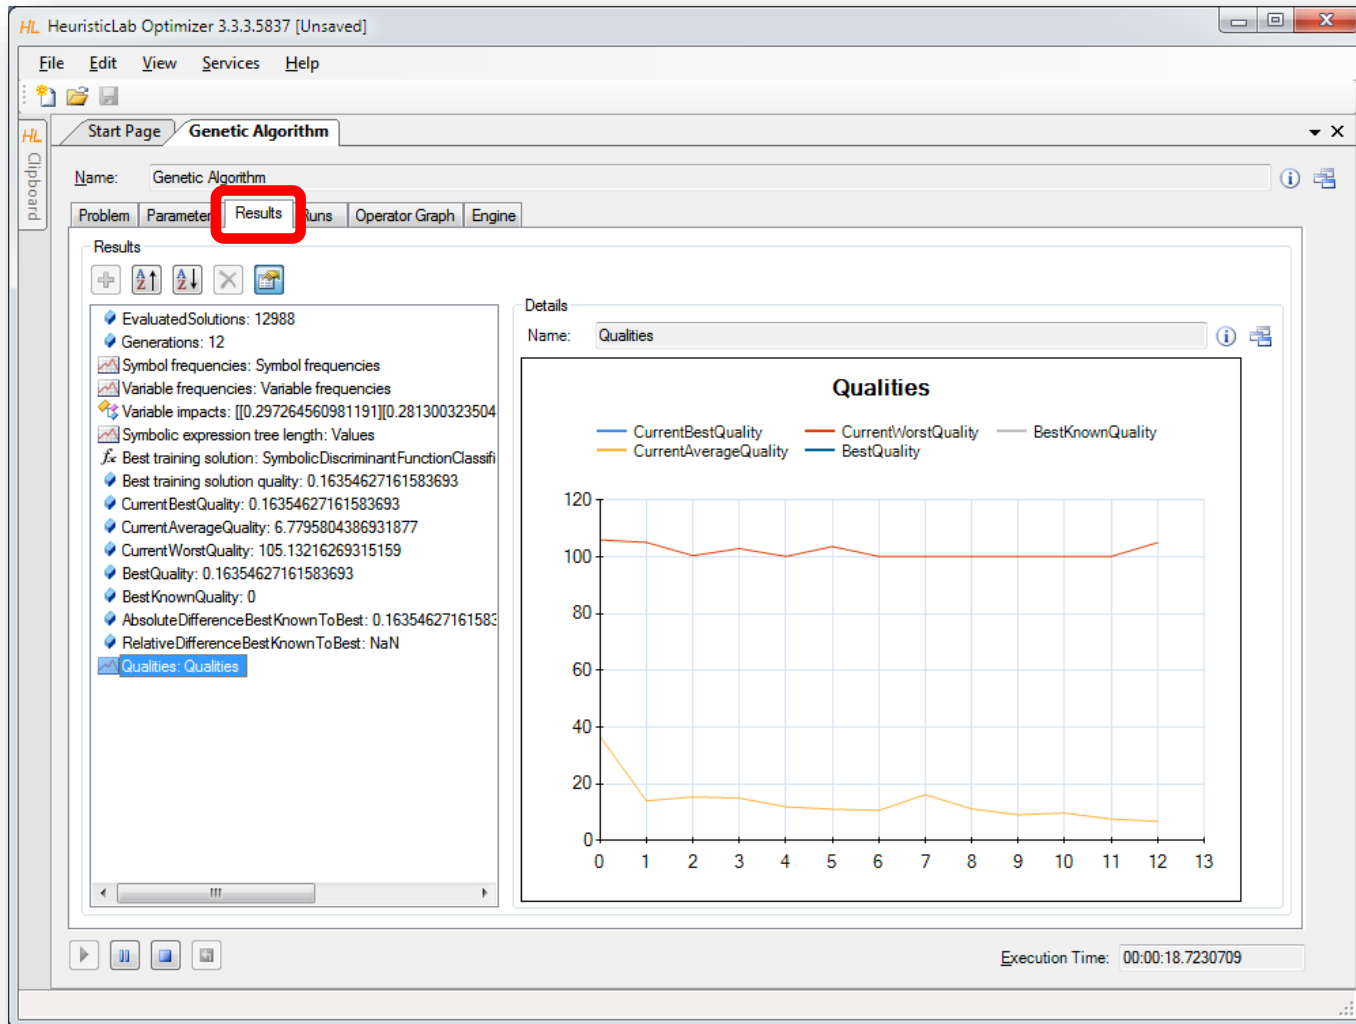 HL HeuristicLab Optimizer 3.3.3.5837 [Unsaved]
File Edit View Services Help
HL Clipboard
Start Page Genetic Algorithm
Name: Genetic Algorithm
Problem Parameter Results Runs Operator Graph Engine
Results
EvaluatedSolutions: 12988
Generations: 12
Symbol frequencies: Symbol frequencies
Variable frequencies: Variable frequencies
Variable impacts: [[0.297264560981191][0.281300323504
Symbolic expression tree length: Values
Best training solution: SymbolicDiscriminantFunctionClassifi
Best training solution quality: 0.16354627161583693
CurrentBestQuality: 0.16354627161583693
CurrentAverageQuality: 6.7795804386931877
CurrentWorstQuality: 105.13216269315159
BestQuality: 0.16354627161583693
BestKnownQuality: 0
AbsoluteDifferenceBestKnownToBest: 0.1635462716158
RelativeDifferenceBestKnownToBest: NaN
Qualities: Qualities
Details
Name: Qualities
Qualities
CurrentBestQuality CurrentWorstQuality BestKnownQuality
CurrentAverageQuality BestQuality
120
100
80
60
40
20
0
0 1 2 3 4 5 6 7 8 9 10 11 12 13
Execution Time: 00:00:18.7230709